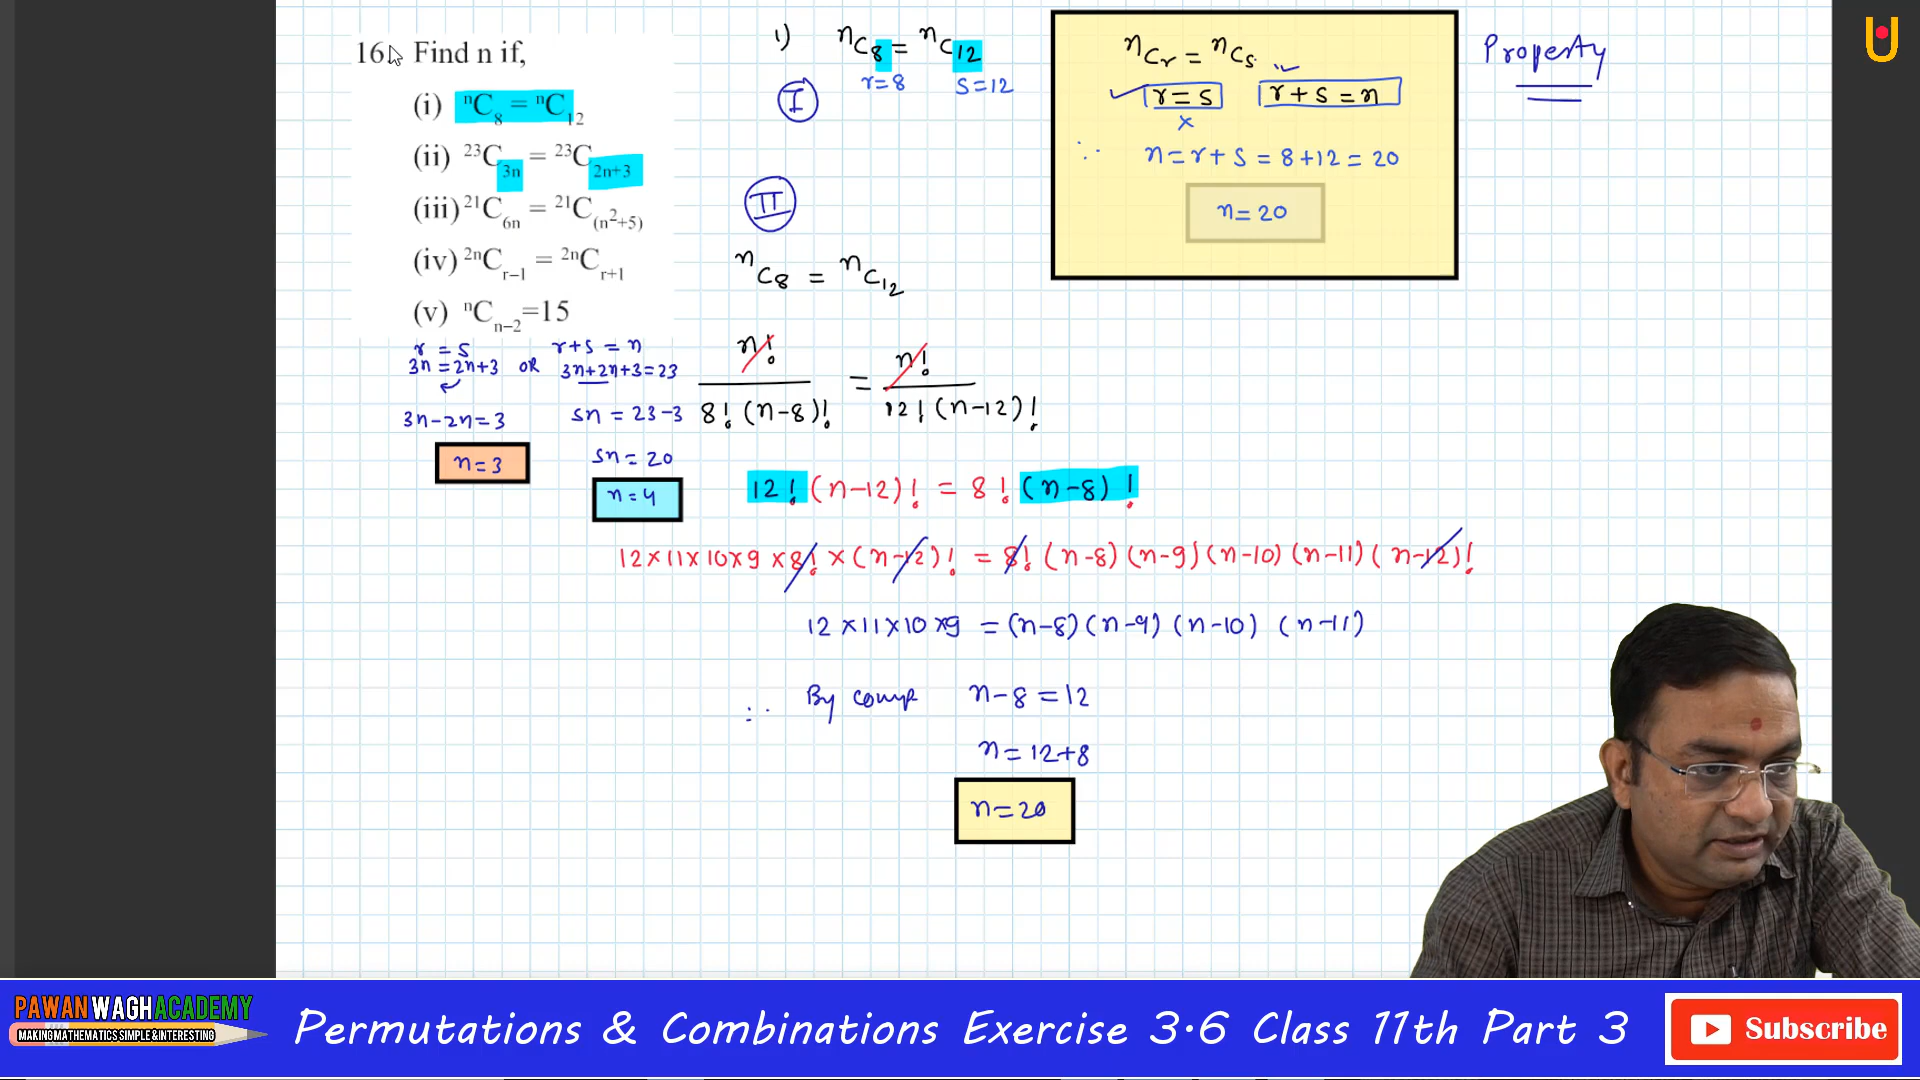 16. Find n if,
(i) ⁿC₈ = ⁿC₁₂
(ii) ²³C₃ₙ = ²³C₂ₙ₊₃
(iii) ²¹C₆ₙ = ²¹C₍ₙ²₊₅₎
(iv) ²ⁿCᵣ₋₁ = ²ⁿCᵣ₊₁
(v) ⁿCₙ₋₂=15
r = s
3n = 2n+3 OR
3n-2n=3
n=3
r+s = n
3n+2n+3=23
5n = 23-3
5n = 20
n=4
1) ⁿC₈ = ⁿC₁₂
r=8 s=12
I
II
ⁿC₈ = ⁿC₁₂
n! / 8!(n-8)! = n! / 12!(n-12)!
12!(n-12)! = 8!(n-8)!
12×11×10×9×8!×(n-12)! = 8!(n-8)(n-9)(n-10)(n-11)(n-12)!
12×11×10×9 = (n-8)(n-9)(n-10)(n-11)
∴ By comp n-8=12
n=12+8
n=20
ⁿCᵣ = ⁿCₛ
✓ r=s r+s=n
×
∵ n=r+s=8+12=20
n=20
Property
PAWAN WAGH ACADEMY
MAKING MATHEMATICS SIMPLE & INTERESTING
Permutations & Combinations Exercise 3.6 Class 11th Part 3
Subscribe